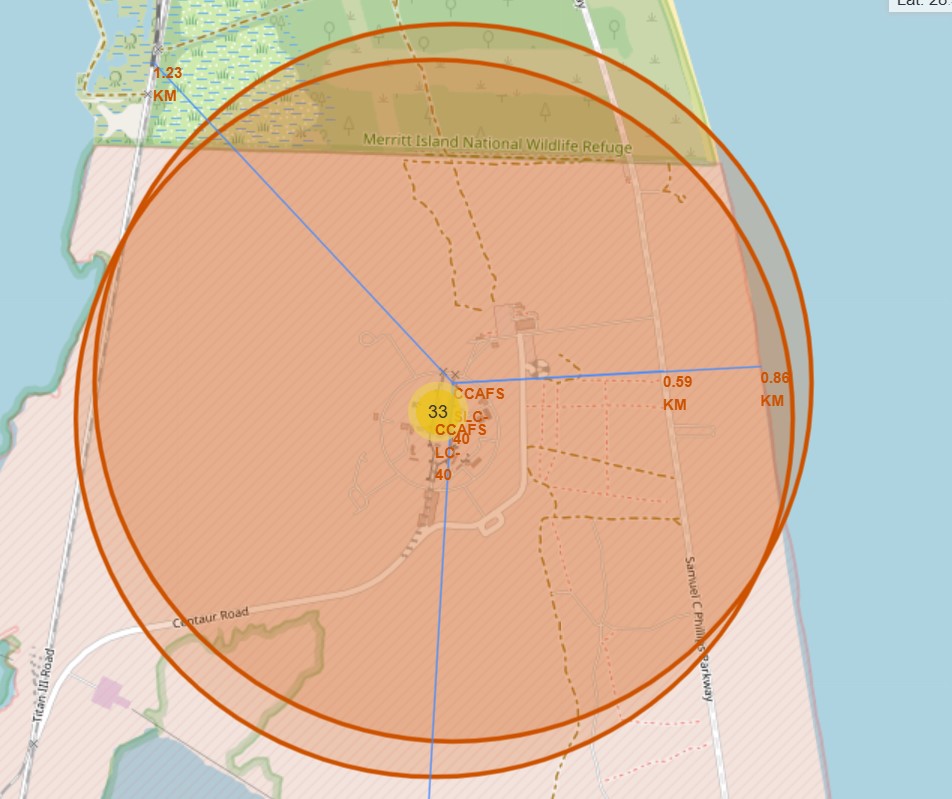 Lat: 28.
1.23
KM
Merritt Island National Wildlife Refuge
0.59
KM
0.86
KM
CCAFS
SLC-
40
33
CCAFS
LC-
40
Centaur Road
Samuel C Phillips Parkway
Titan III Road